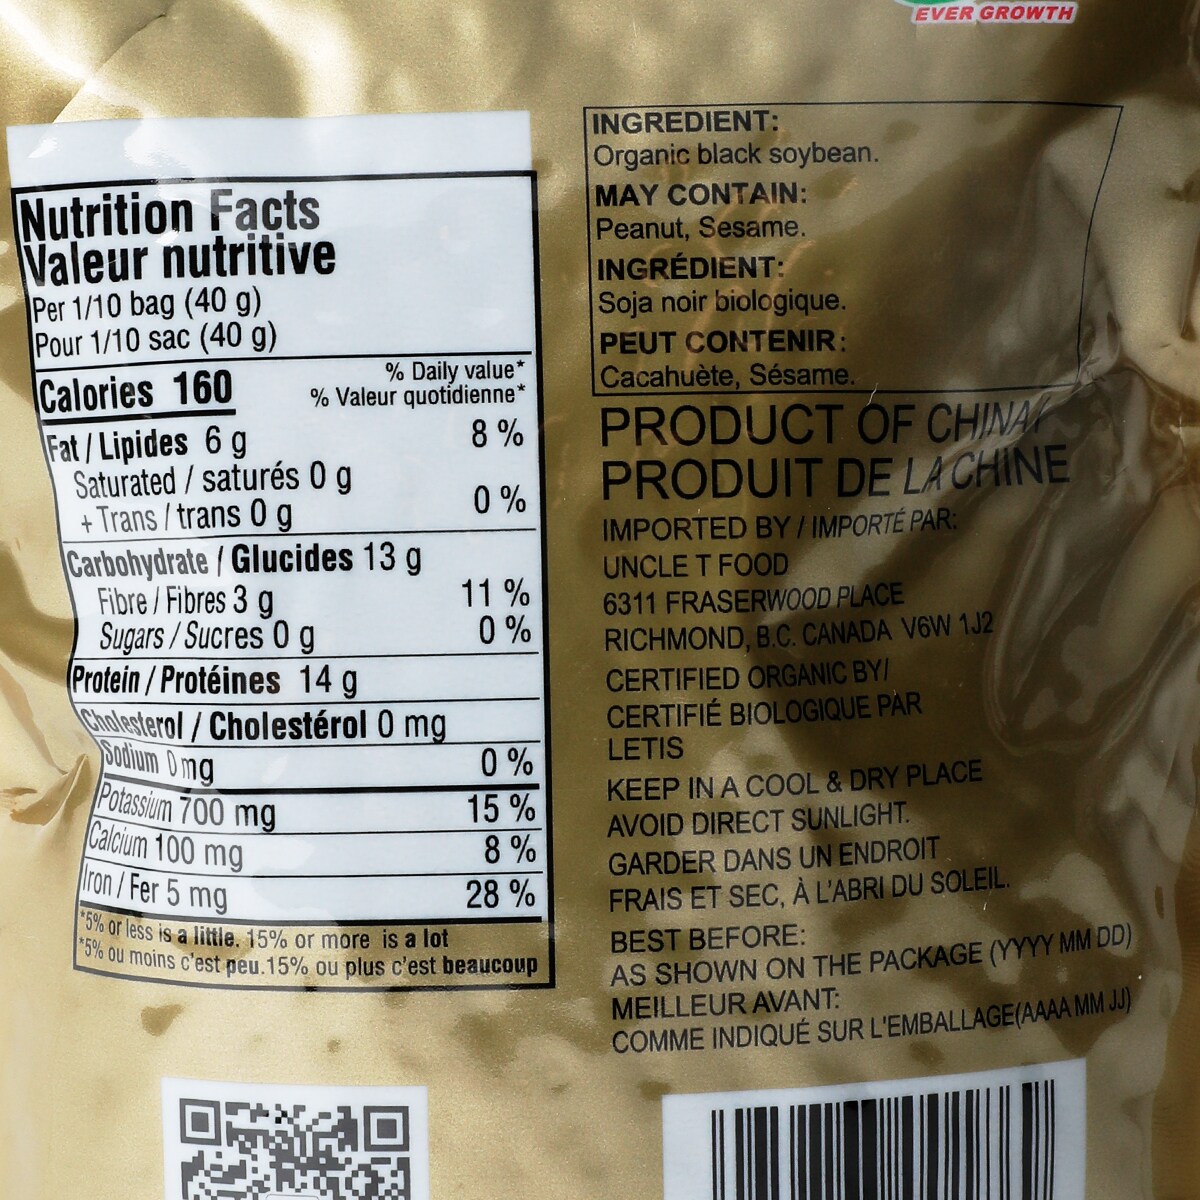 EVER GROWTH
Nutrition Facts
Valeur nutritive
Per 1/10 bag (40 g)
Pour 1/10 sac (40 g)
Calories 160
% Daily value*
% Valeur quotidienne*
Fat / Lipides 6 g 8 %
Saturated / saturés 0 g
+ Trans / trans 0 g 0 %
Carbohydrate / Glucides 13 g
Fibre / Fibres 3 g 11 %
Sugars / Sucres 0 g 0 %
Protein / Protéines 14 g
Cholesterol / Cholestérol 0 mg
Sodium 0 mg 0 %
Potassium 700 mg 15 %
Calcium 100 mg 8 %
Iron / Fer 5 mg 28 %
*5% or less is a little. 15% or more is a lot
*5% ou moins c'est peu.15% ou plus c'est beaucoup
INGREDIENT:
Organic black soybean.
MAY CONTAIN:
Peanut, Sesame.
INGRÉDIENT:
Soja noir biologique.
PEUT CONTENIR:
Cacahuète, Sésame.
PRODUCT OF CHINA/
PRODUIT DE LA CHINE
IMPORTED BY / IMPORTÉ PAR:
UNCLE T FOOD
6311 FRASERWOOD PLACE
RICHMOND, B.C. CANADA V6W 1J2
CERTIFIED ORGANIC BY/
CERTIFIÉ BIOLOGIQUE PAR
LETIS
KEEP IN A COOL & DRY PLACE
AVOID DIRECT SUNLIGHT.
GARDER DANS UN ENDROIT
FRAIS ET SEC, À L'ABRI DU SOLEIL.
BEST BEFORE:
AS SHOWN ON THE PACKAGE (YYYY MM DD)
MEILLEUR AVANT:
COMME INDIQUÉ SUR L'EMBALLAGE(AAAA MM JJ)